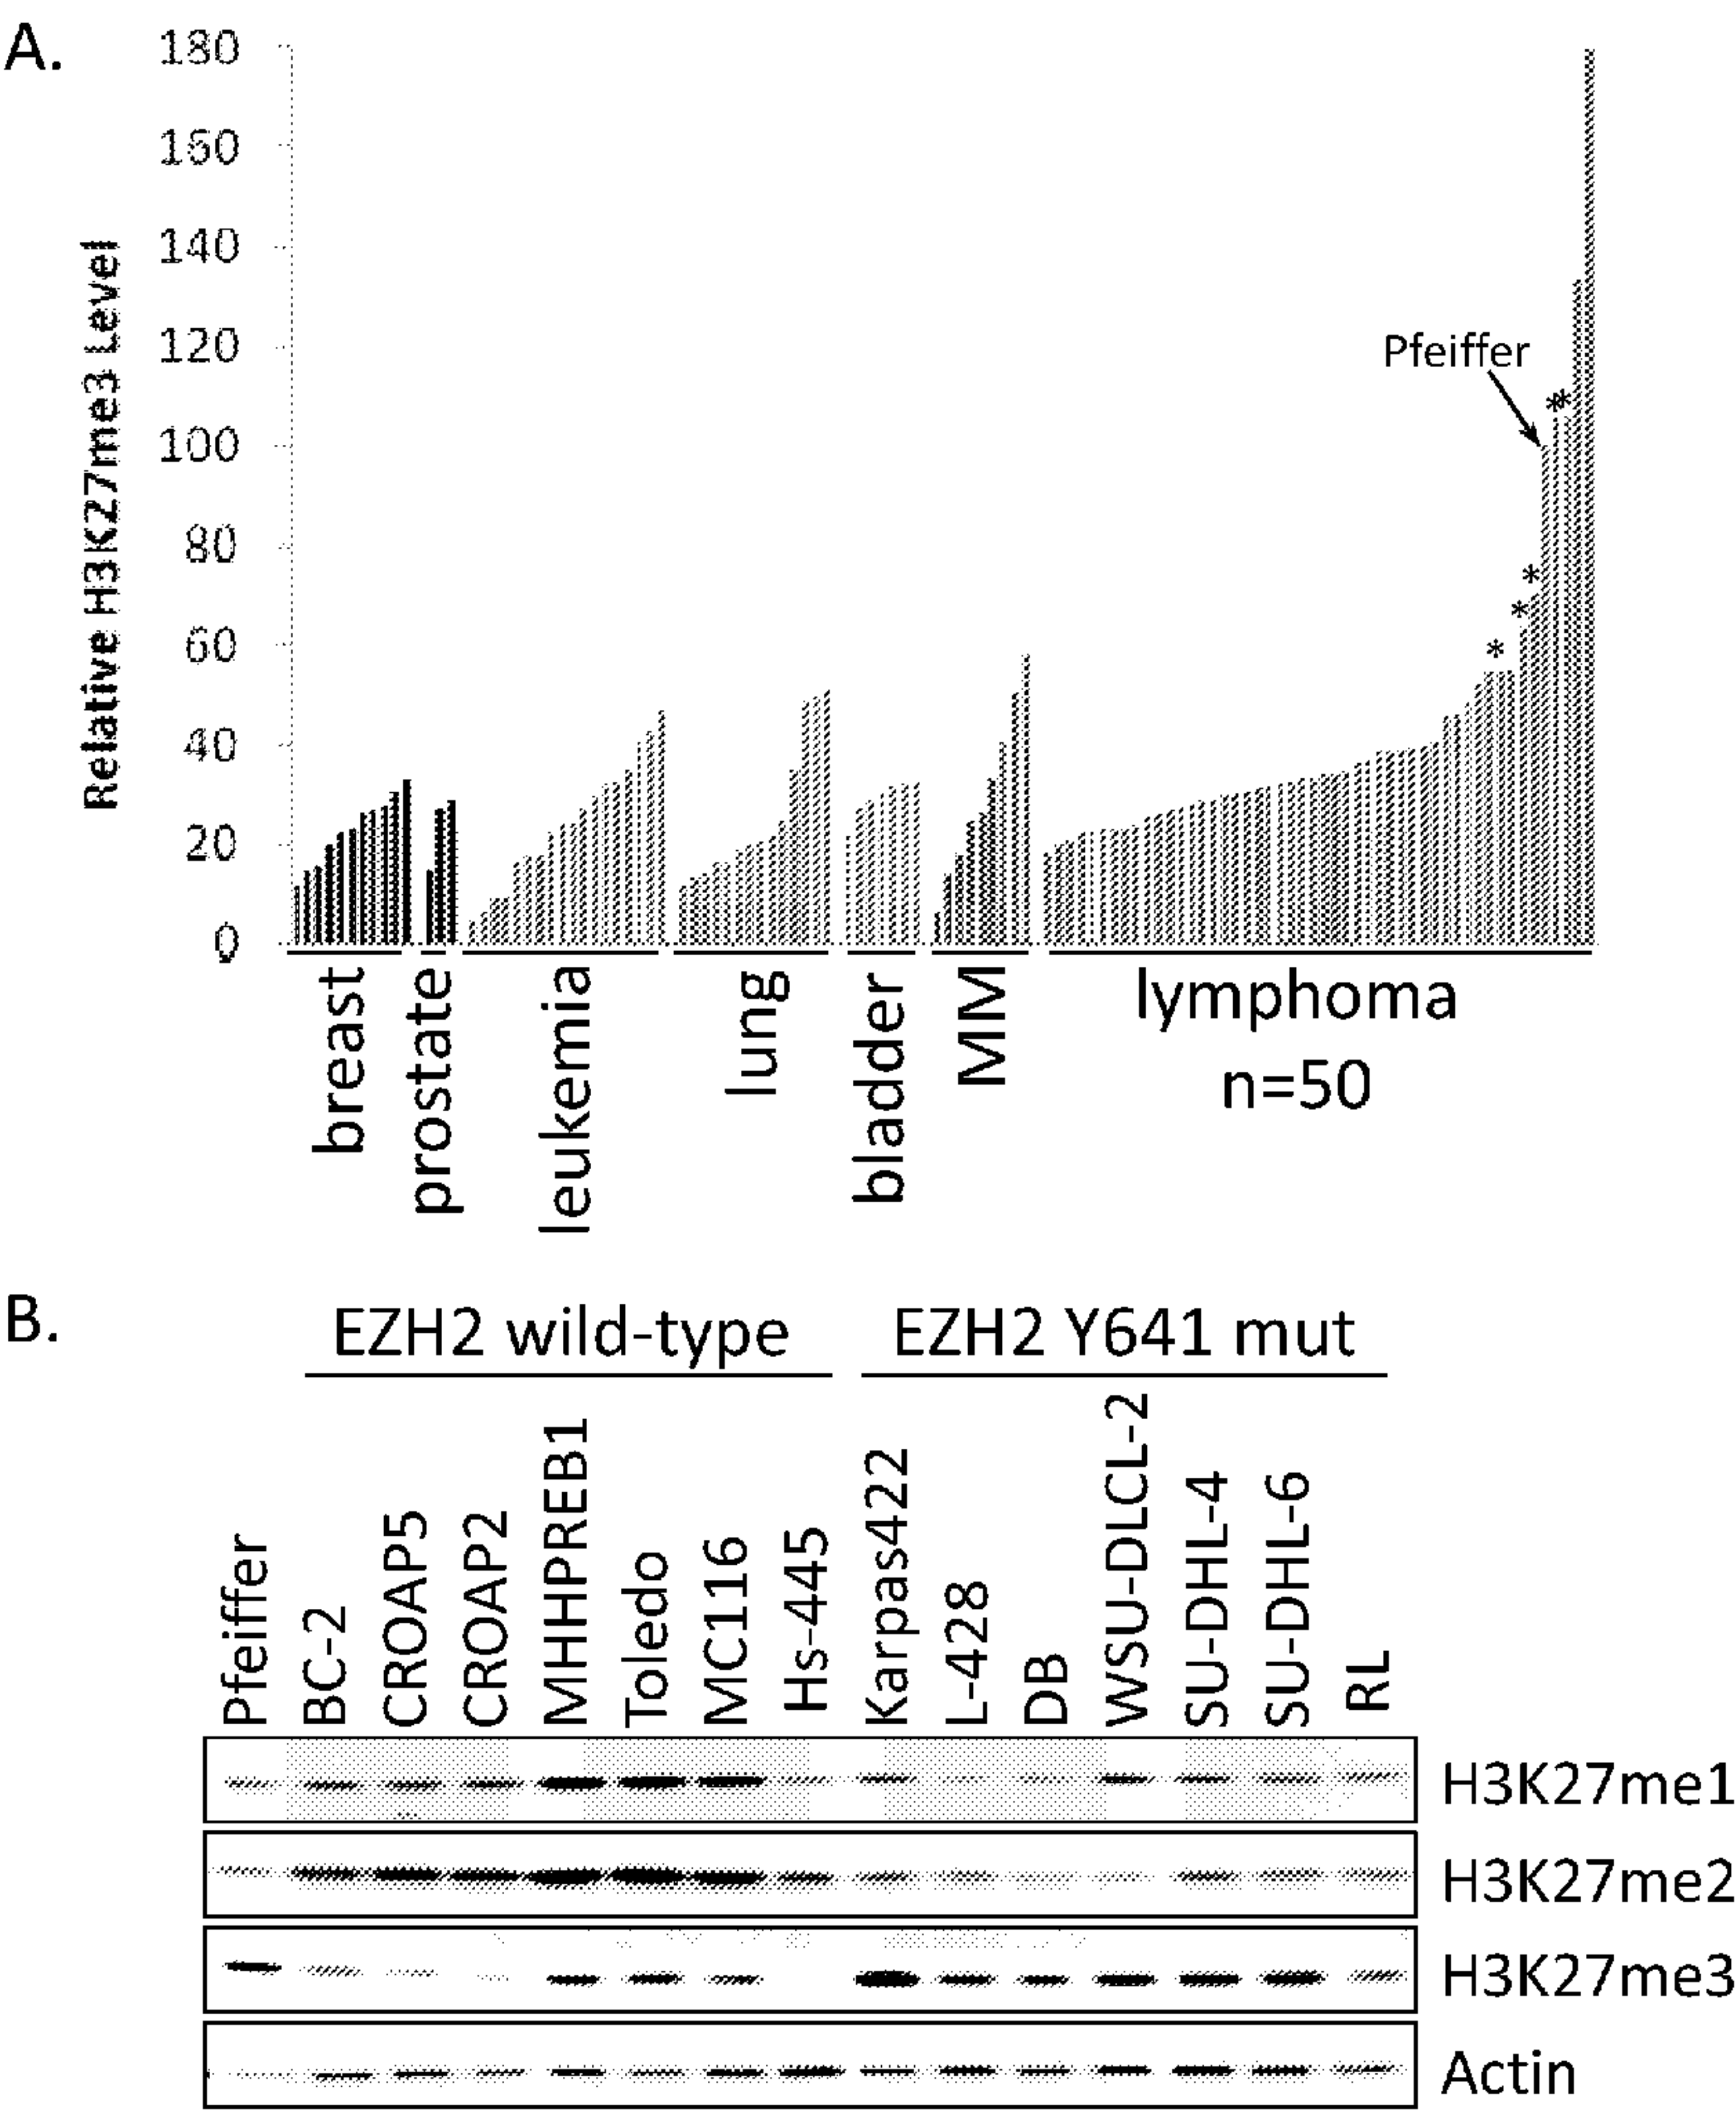 A.
Relative H3K27me3 Level
180
160
140
120
100
80
60
40
20
0
Pfeiffer
**
*
*
*
breast
prostate
leukemia
lung
bladder
MM
lymphoma
n=50
B.
EZH2 wild-type
EZH2 Y641 mut
Pfeiffer
BC-2
CROAP5
CROAP2
MHHPREB1
Toledo
MC116
Hs-445
Karpas422
L-428
DB
WSU-DLCL-2
SU-DHL-4
SU-DHL-6
RL
H3K27me1
H3K27me2
H3K27me3
Actin